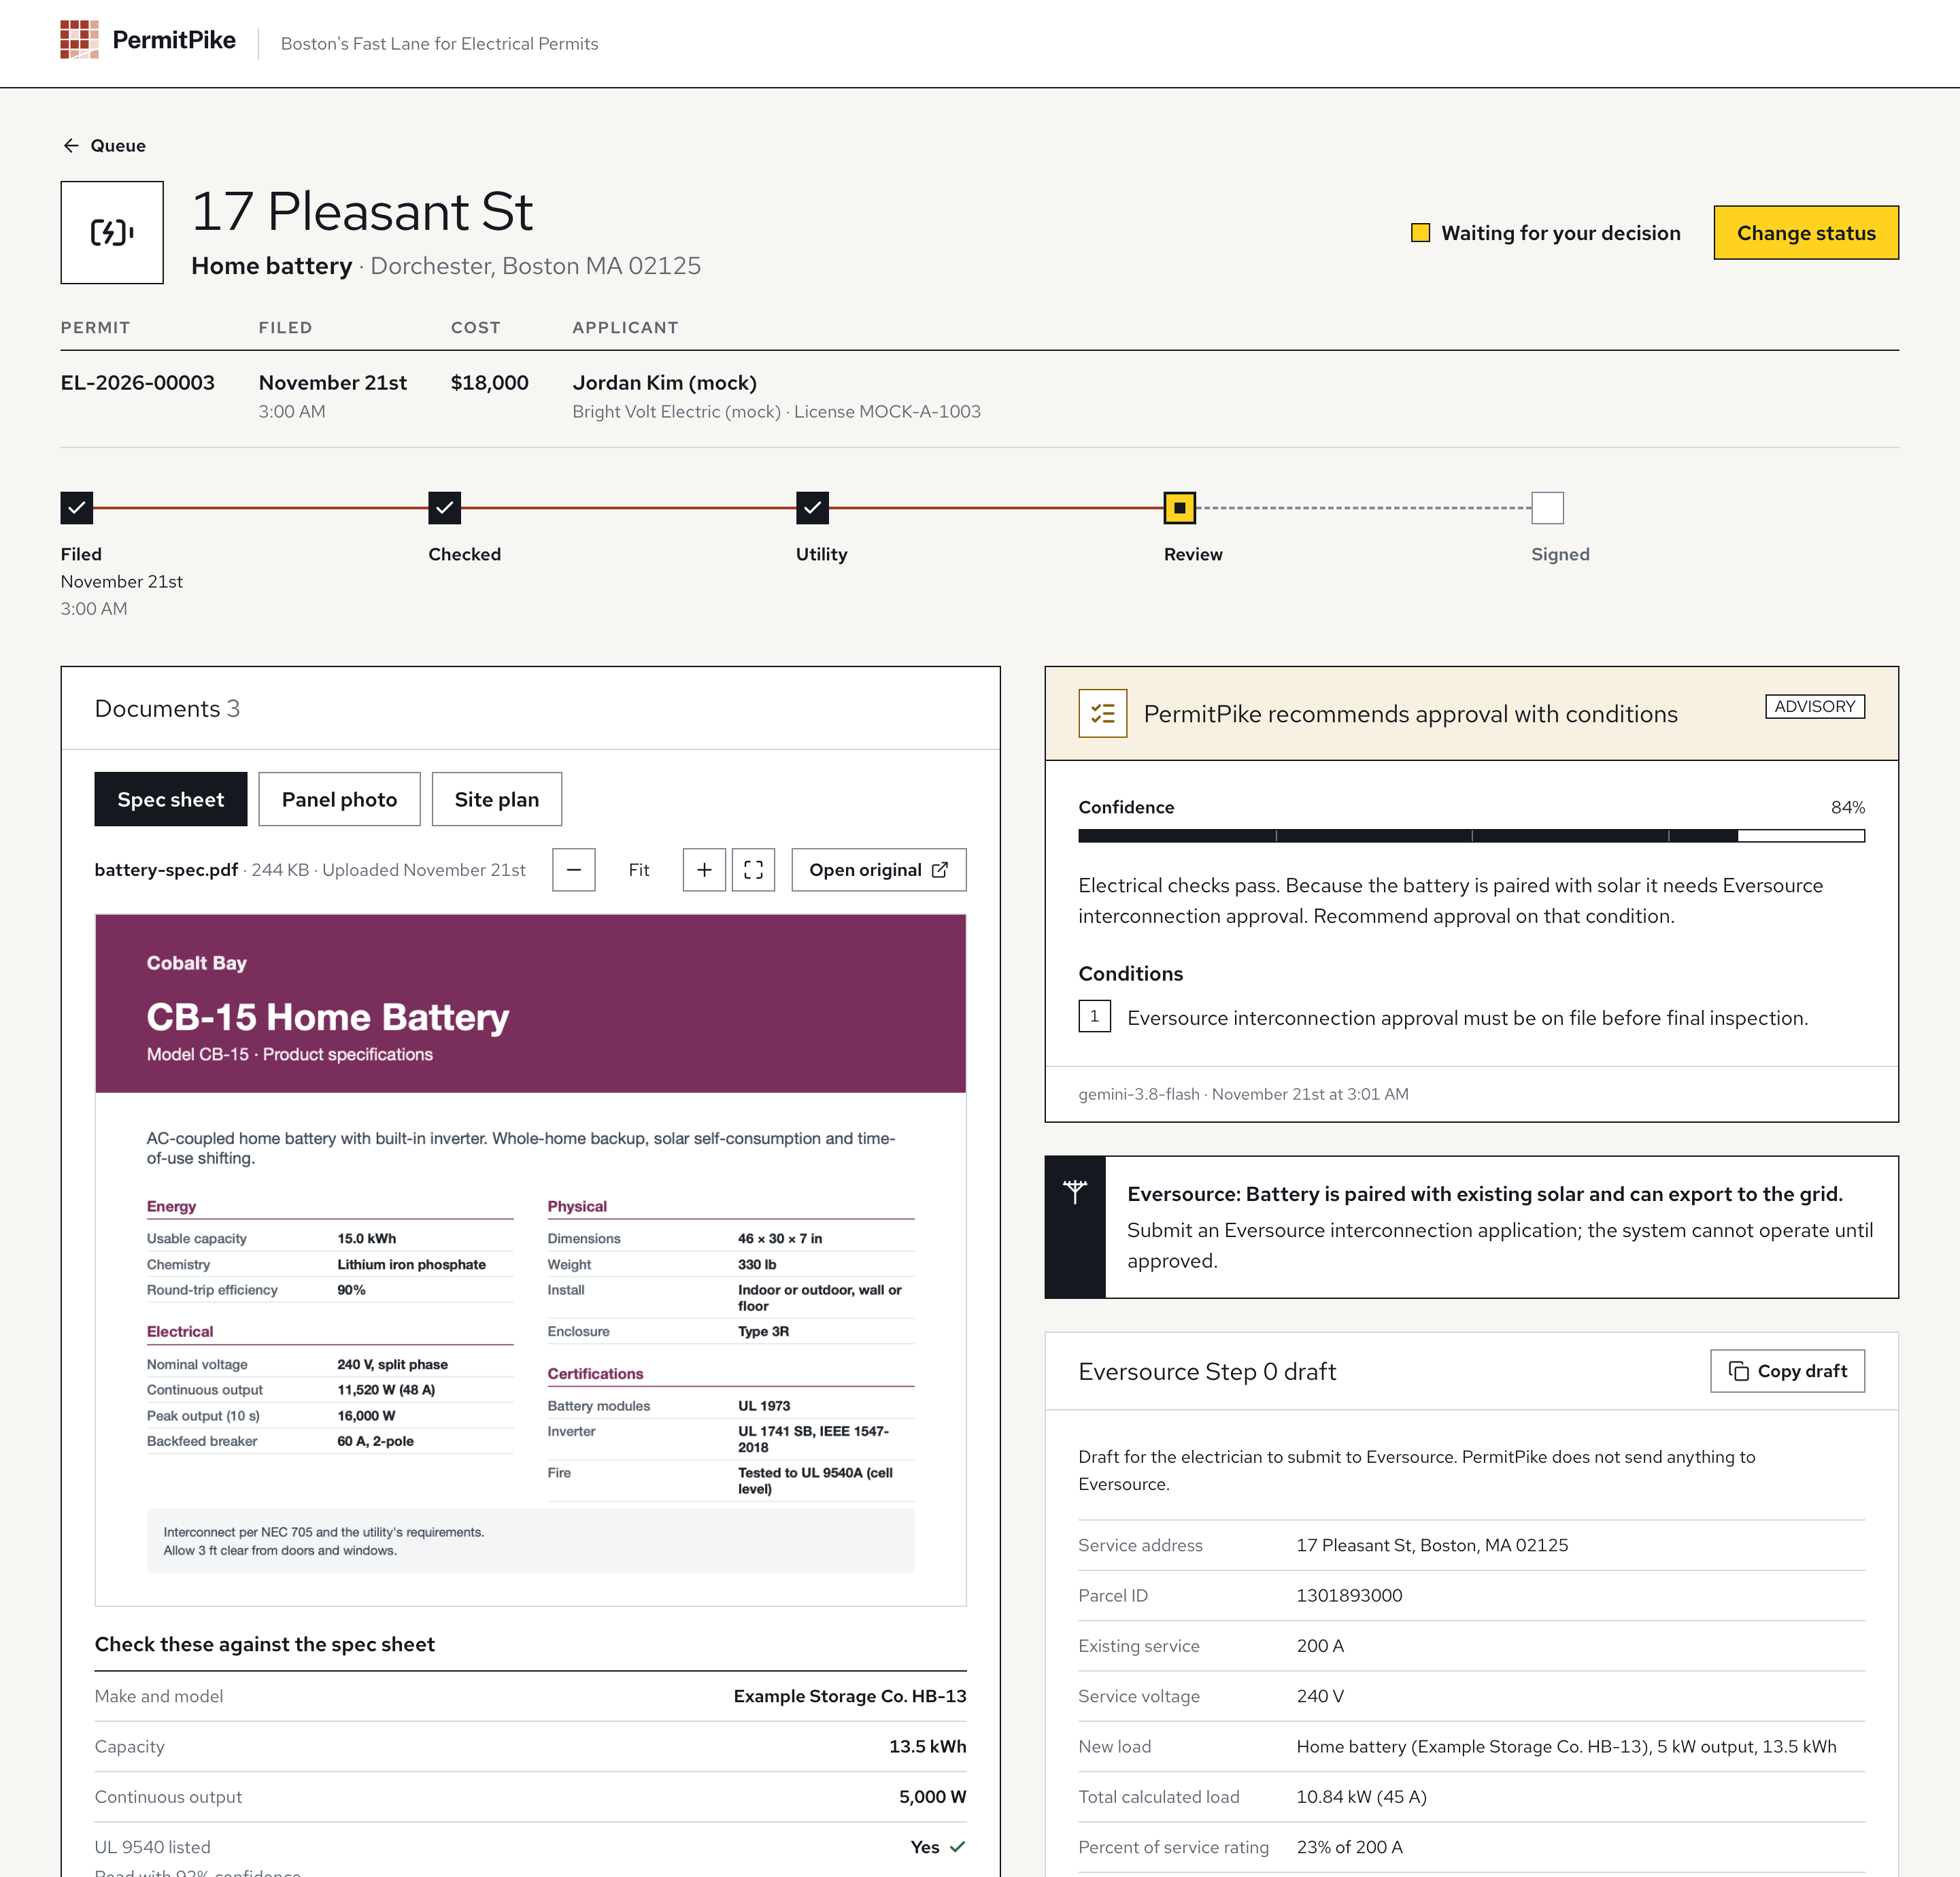 PermitPike
Boston's Fast Lane for Electrical Permits
Queue
17 Pleasant St
Home battery · Dorchester, Boston MA 02125
Waiting for your decision
Change status
PERMIT FILED COST APPLICANT
EL-2026-00003 November 21st $18,000 Jordan Kim (mock)
3:00 AM Bright Volt Electric (mock) · License MOCK-A-1003
Filed Checked Utility Review Signed
November 21st
3:00 AM
Documents 3
Spec sheet Panel photo Site plan
battery-spec.pdf · 244 KB · Uploaded November 21st Fit Open original
Cobalt Bay
CB-15 Home Battery
Model CB-15 · Product specifications
AC-coupled home battery with built-in inverter. Whole-home backup, solar self-consumption and time-
of-use shifting.
Energy
Usable capacity 15.0 kWh
Chemistry Lithium iron phosphate
Round-trip efficiency 90%
Electrical
Nominal voltage 240 V, split phase
Continuous output 11,520 W (48 A)
Peak output (10 s) 16,000 W
Backfeed breaker 60 A, 2-pole
Physical
Dimensions 46 × 30 × 7 in
Weight 330 lb
Install Indoor or outdoor, wall or
floor
Enclosure Type 3R
Certifications
Battery modules UL 1973
Inverter UL 1741 SB, IEEE 1547-
2018
Fire Tested to UL 9540A (cell
level)
Interconnect per NEC 705 and the utility's requirements.
Allow 3 ft clear from doors and windows.
Check these against the spec sheet
Make and model Example Storage Co. HB-13
Capacity 13.5 kWh
Continuous output 5,000 W
UL 9540 listed Yes
Read with 92% confidence
PermitPike recommends approval with conditions
ADVISORY
Confidence 84%
Electrical checks pass. Because the battery is paired with solar it needs Eversource
interconnection approval. Recommend approval on that condition.
Conditions
1 Eversource interconnection approval must be on file before final inspection.
gemini-3.8-flash · November 21st at 3:01 AM
Eversource: Battery is paired with existing solar and can export to the grid.
Submit an Eversource interconnection application; the system cannot operate until
approved.
Eversource Step 0 draft
Copy draft
Draft for the electrician to submit to Eversource. PermitPike does not send anything to
Eversource.
Service address 17 Pleasant St, Boston, MA 02125
Parcel ID 1301893000
Existing service 200 A
Service voltage 240 V
New load Home battery (Example Storage Co. HB-13), 5 kW output, 13.5 kWh
Total calculated load 10.84 kW (45 A)
Percent of service rating 23% of 200 A